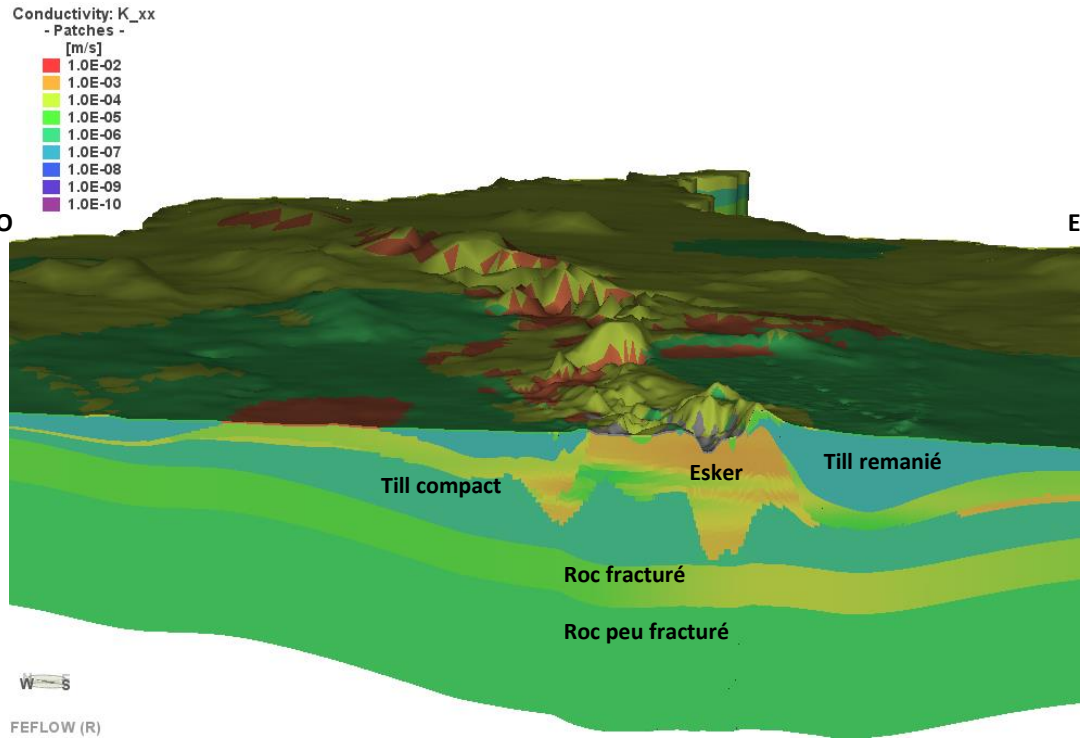 Conductivity: K_xx
- Patches -
[m/s]
1.0E-02
1.0E-03
1.0E-04
1.0E-05
1.0E-06
1.0E-07
1.0E-08
1.0E-09
1.0E-10
O
E
Till remanié
Esker
Till compact
Roc fracturé
Roc peu fracturé
W S
FEFLOW (R)